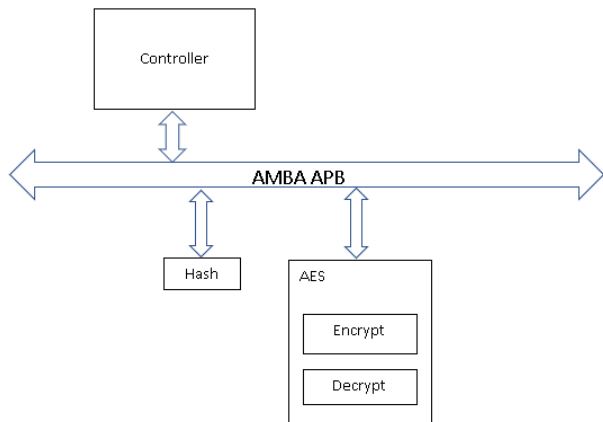 Controller
AMBA APB
Hash
AES
Encrypt
Decrypt